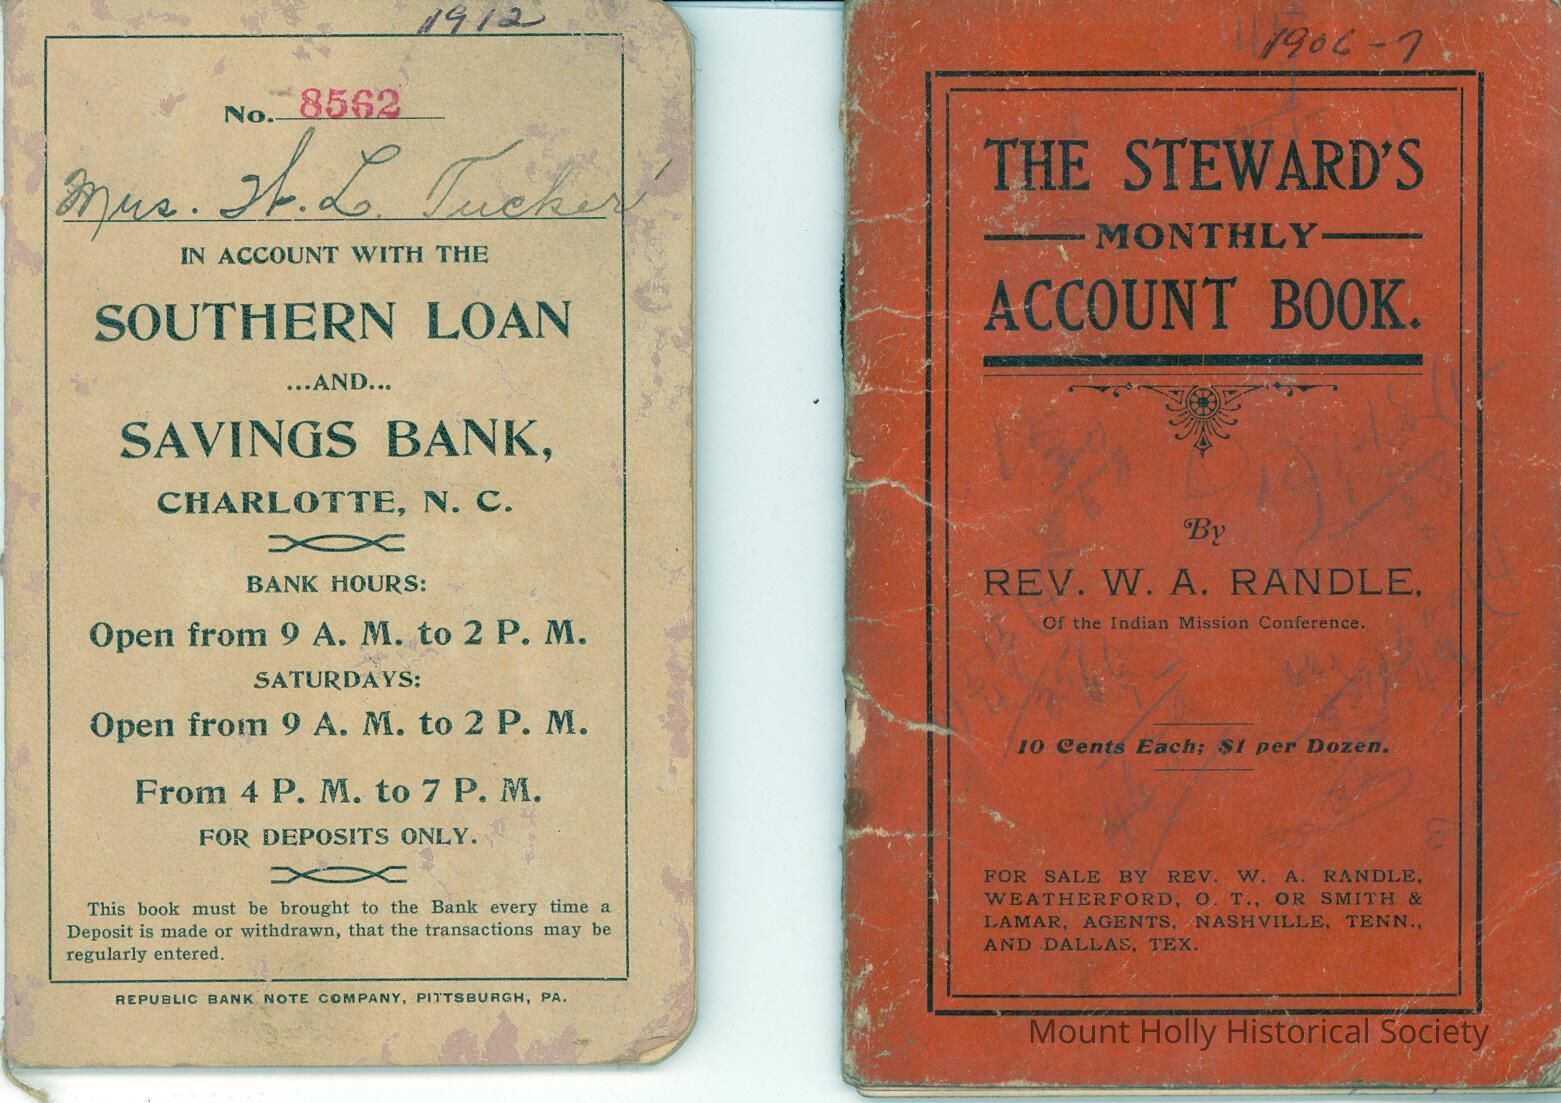 1912
No. 8562
Mrs. W. L. Tucker
IN ACCOUNT WITH THE
SOUTHERN LOAN
...AND...
SAVINGS BANK,
CHARLOTTE, N. C.
BANK HOURS:
Open from 9 A. M. to 2 P. M.
SATURDAYS:
Open from 9 A. M. to 2 P. M.
From 4 P. M. to 7 P. M.
FOR DEPOSITS ONLY.
This book must be brought to the Bank every time a
Deposit is made or withdrawn, that the transactions may be
regularly entered.
REPUBLIC BANK NOTE COMPANY, PITTSBURGH, PA.
1906-7
THE STEWARD'S
MONTHLY
ACCOUNT BOOK.
By
REV. W. A. RANDLE,
Of the Indian Mission Conference.
10 Cents Each; $1 per Dozen.
FOR SALE BY REV. W. A. RANDLE,
WEATHERFORD, O. T., OR SMITH &
LAMAR, AGENTS, NASHVILLE, TENN.,
AND DALLAS, TEX.
Mount Holly Historical Society